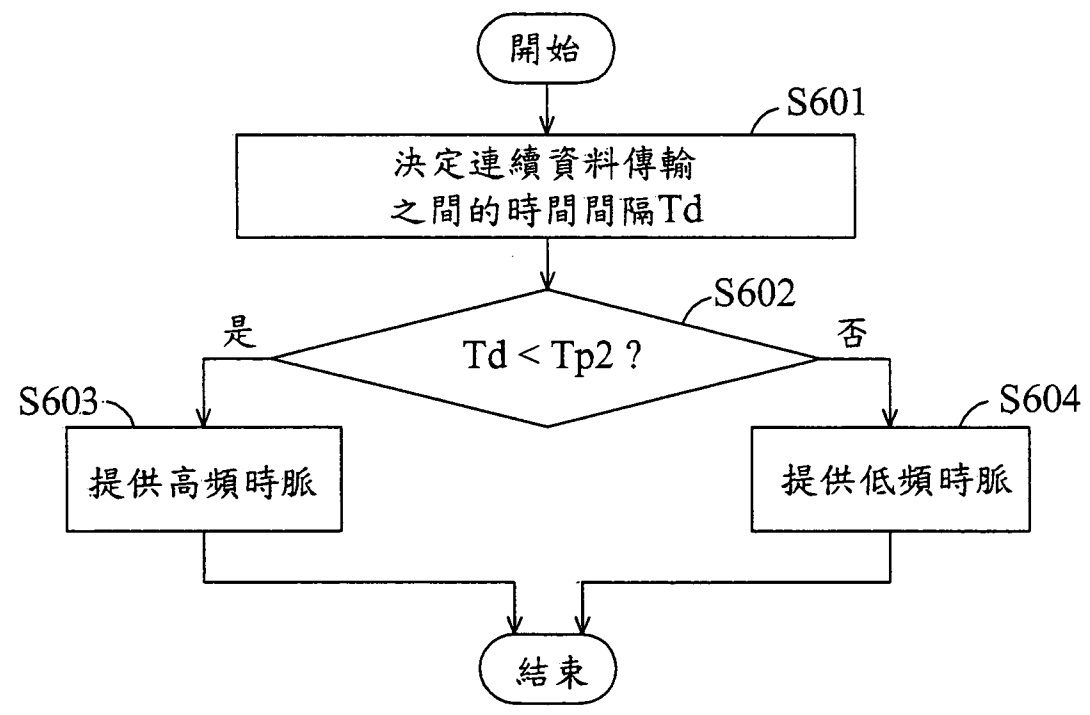 開始
S601
決定連續資料傳輸
之間的時間間隔Td
S602
是
Td < Tp2 ?
否
S603
S604
提供高頻時脈
提供低頻時脈
結束